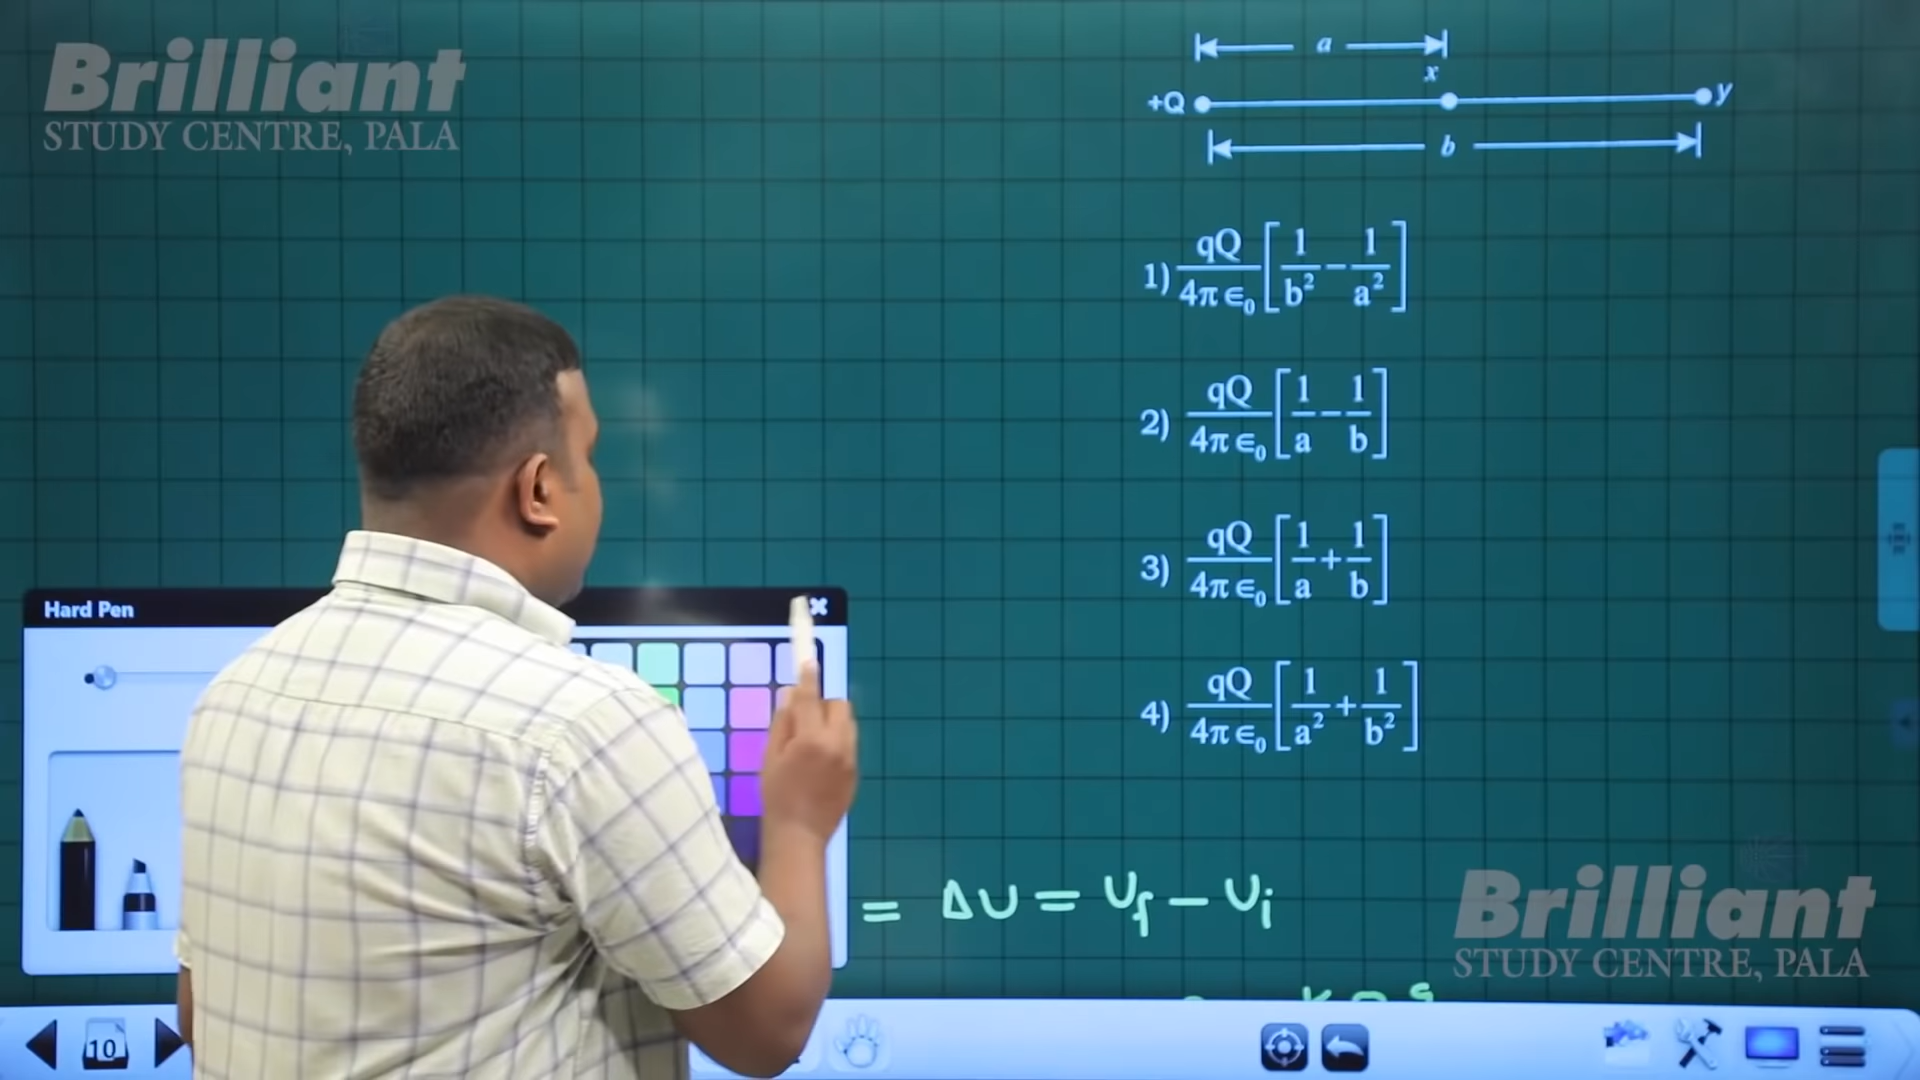 Brilliant
STUDY CENTRE, PALA
a
x
+Q
y
b
1) qQ/4π∈₀ [1/b² − 1/a²]
2) qQ/4π∈₀ [1/a − 1/b]
3) qQ/4π∈₀ [1/a + 1/b]
4) qQ/4π∈₀ [1/a² + 1/b²]
Hard Pen
= ΔU = U_f − U_i
Brilliant
STUDY CENTRE, PALA
10